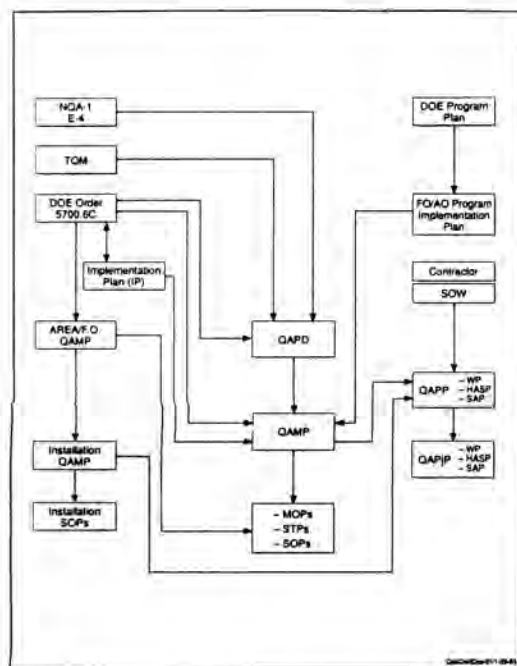 NQA-1
E-4
TQM
DOE Order
5700.6C
Implementation
Plan (IP)
AREA/F.O.
QAMP
Installation
QAMP
Installation
SOPs
QAPD
QAMP
– MOPs
– STPs
– SOPs
DOE Program
Plan
FO/AO Program
Implementation
Plan
Contractor
SOW
QAPP – WP
– HASP
– SAP
QAPjP – WP
– HASP
– SAP